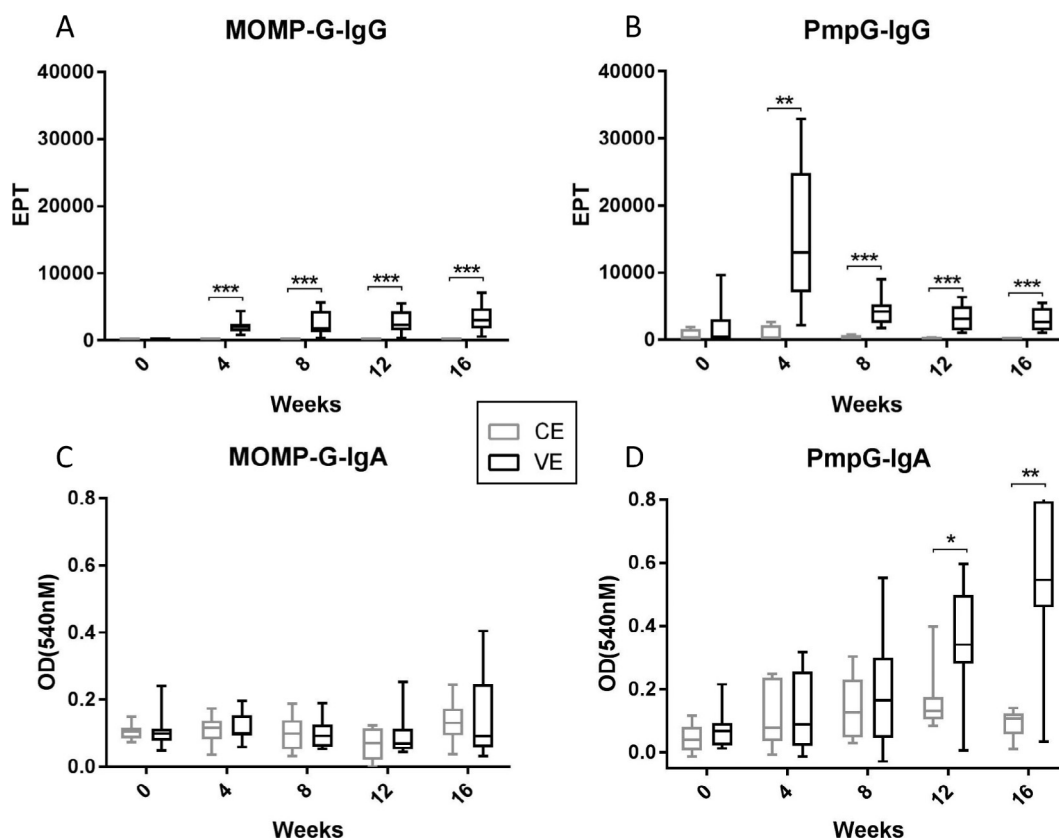 A
MOMP-G-IgG
40000
30000
20000
10000
0
EPT
***
***
***
***
0
4
8
12
16
Weeks
B
PmpG-IgG
40000
30000
20000
10000
0
EPT
**
***
***
***
0
4
8
12
16
Weeks
CE
VE
C
MOMP-G-IgA
0.8
0.6
0.4
0.2
0.0
OD(540nM)
0
4
8
12
16
Weeks
D
PmpG-IgA
0.8
0.6
0.4
0.2
0.0
OD(540nM)
*
**
0
4
8
12
16
Weeks